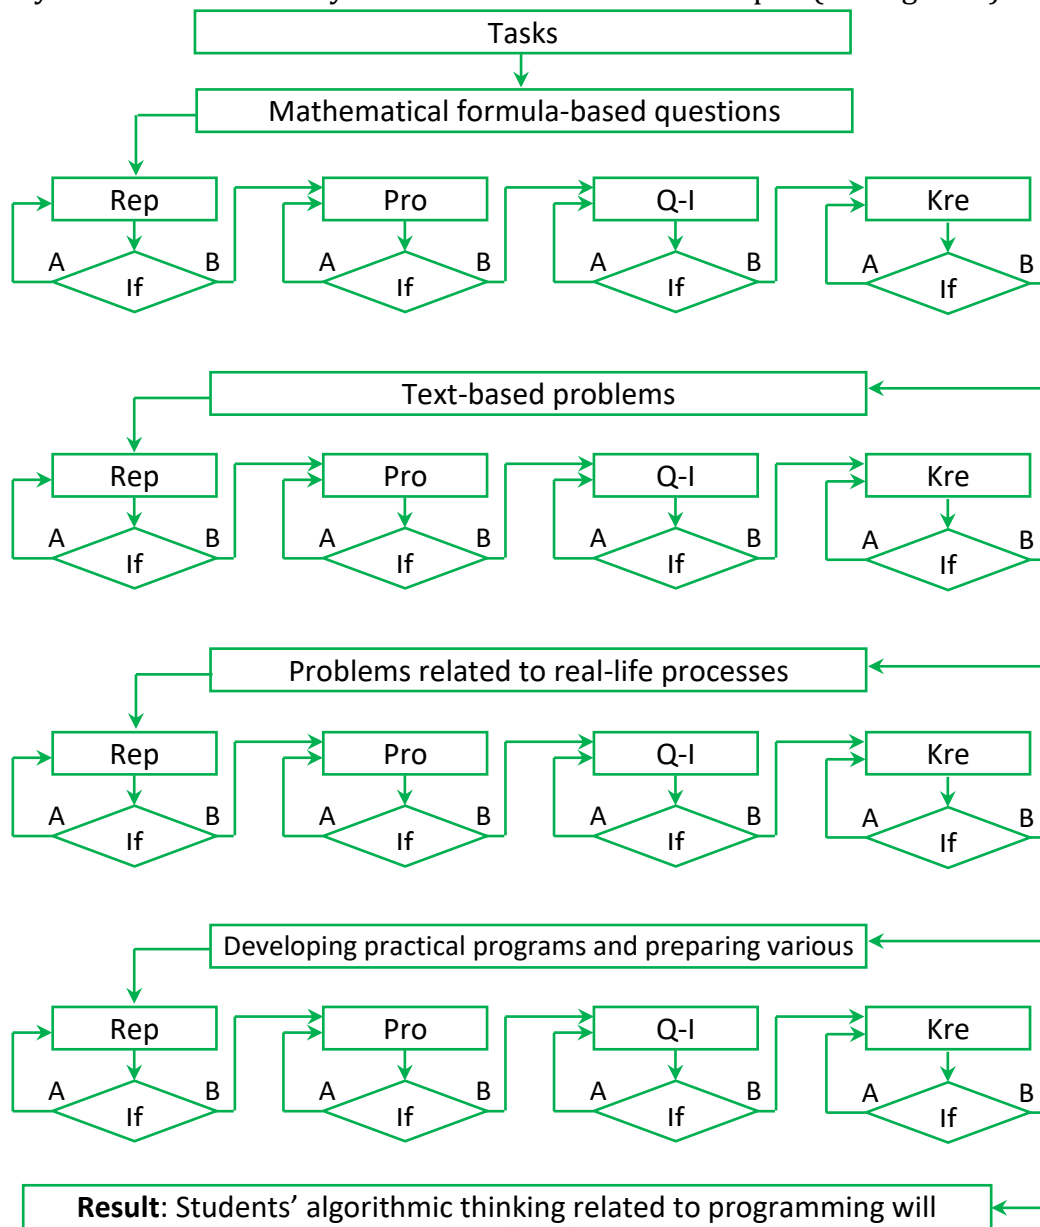 Tasks
Mathematical formula-based questions
Rep Pro Q-I Kre
A B A B A B A B
If If If If
Text-based problems
Rep Pro Q-I Kre
A B A B A B A B
If If If If
Problems related to real-life processes
Rep Pro Q-I Kre
A B A B A B A B
If If If If
Developing practical programs and preparing various
Rep Pro Q-I Kre
A B A B A B A B
If If If If
Result: Students’ algorithmic thinking related to programming will